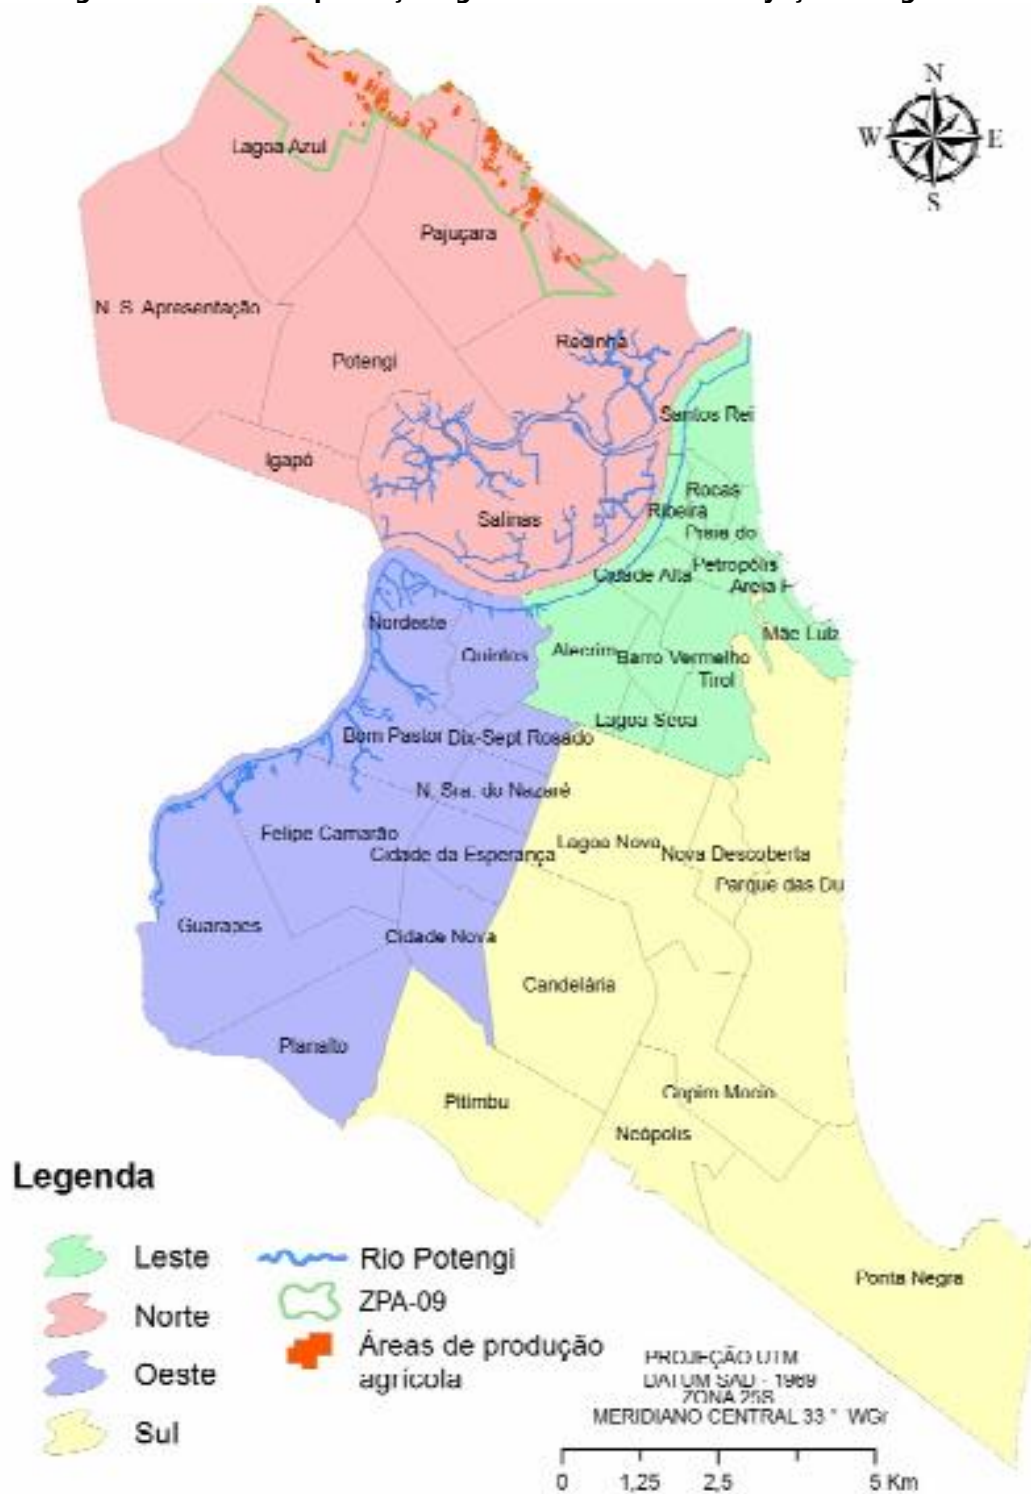 N
W E
S
Lagoa Azul
Pajuçara
N. S. Apresentação
Redinha
Potengi
Santos Rei
Igapó
Rocas
Ribeira
Salinas
Praia do
Petrópolis
Cidade Alta
Areia P
Nordeste
Mãe Luiz
Quintas
Alecrim
Barro Vermelho
Tirol
Lagoa Seca
Bom Pastor
Dix-Sept Rosado
N. Sra. do Nazaré
Felipe Camarão
Lagoa Nova
Cidade da Esperança
Nova Descoberta
Parque das Du
Guarapes
Cidade Nova
Candelária
Planalto
Pitimbu
Capim Macio
Neópolis
Ponta Negra
Legenda
Leste
Norte
Oeste
Sul
Rio Potengi
ZPA-09
Áreas de produção
agrícola
PROJEÇÃO UTM
DATUM SAD - 1969
ZONA 25S
MERIDIANO CENTRAL 33 ° WGr
0 1,25 2,5 5 Km